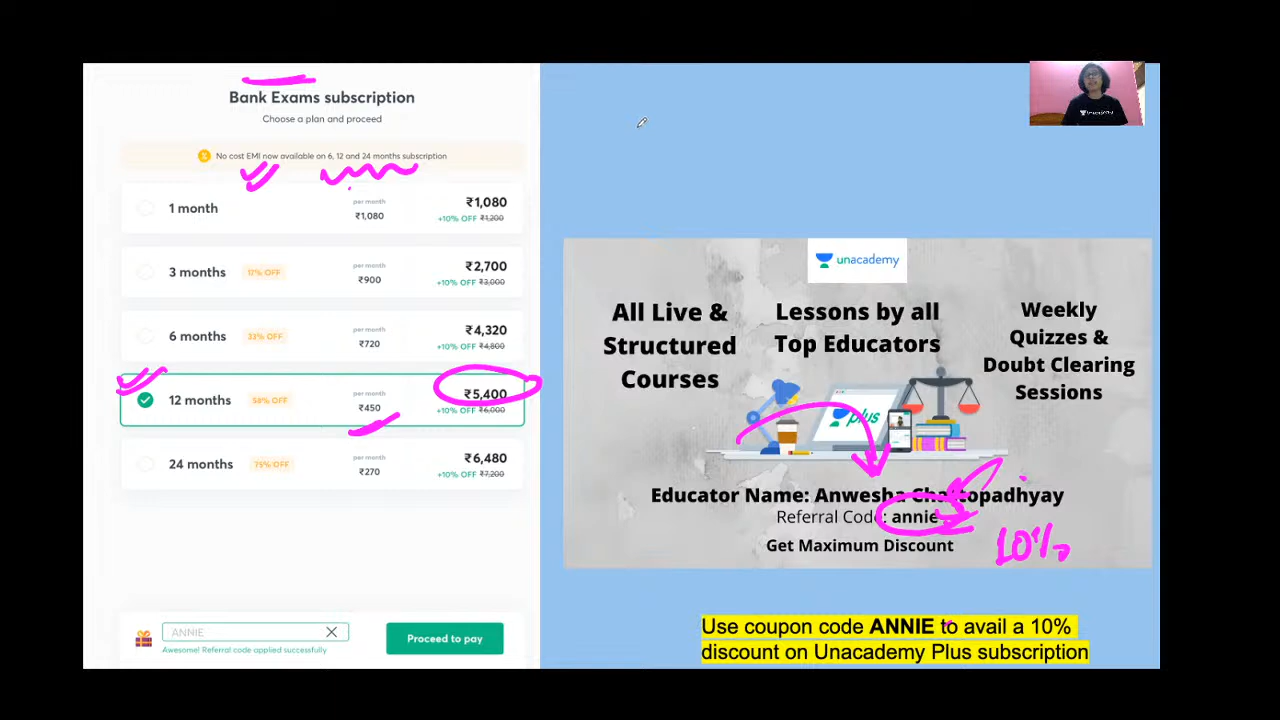 Bank Exams subscription
Choose a plan and proceed
No cost EMI now available on 6, 12 and 24 months subscription
1 month
per month
₹1,080
₹1,080
+10% OFF ₹1,200
3 months
17% OFF
per month
₹900
₹2,700
+10% OFF ₹3,000
6 months
33% OFF
per month
₹720
₹4,320
+10% OFF ₹4,800
12 months
58% OFF
per month
₹450
₹5,400
+10% OFF ₹6,000
24 months
75% OFF
per month
₹270
₹6,480
+10% OFF ₹7,200
ANNIE
Awesome! Referral code applied successfully
Proceed to pay
unacademy
All Live &
Structured
Courses
Lessons by all
Top Educators
Weekly
Quizzes &
Doubt Clearing
Sessions
plus
Educator Name: Anwesha Chattopadhyay
Referral Code: annie
Get Maximum Discount
10%
Use coupon code ANNIE to avail a 10%
discount on Unacademy Plus subscription